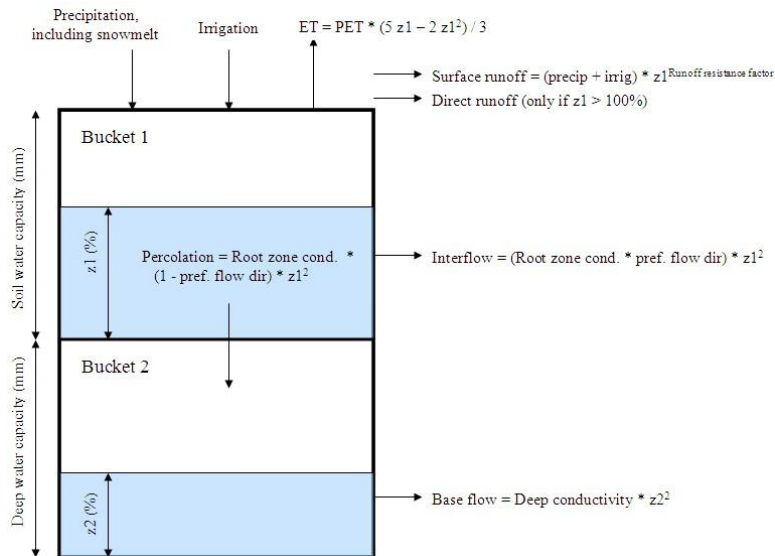 Precipitation,
including snowmelt
Irrigation
ET = PET * (5 z1 – 2 z1²) / 3
Surface runoff = (precip + irrig) * z1^Runoff resistance factor
Direct runoff (only if z1 > 100%)
Bucket 1
Soil water capacity (mm)
z1 (%)
Percolation = Root zone cond. *
(1 - pref. flow dir) * z1²
Interflow = (Root zone cond. * pref. flow dir) * z1²
Bucket 2
Deep water capacity (mm)
z2 (%)
Base flow = Deep conductivity * z2²